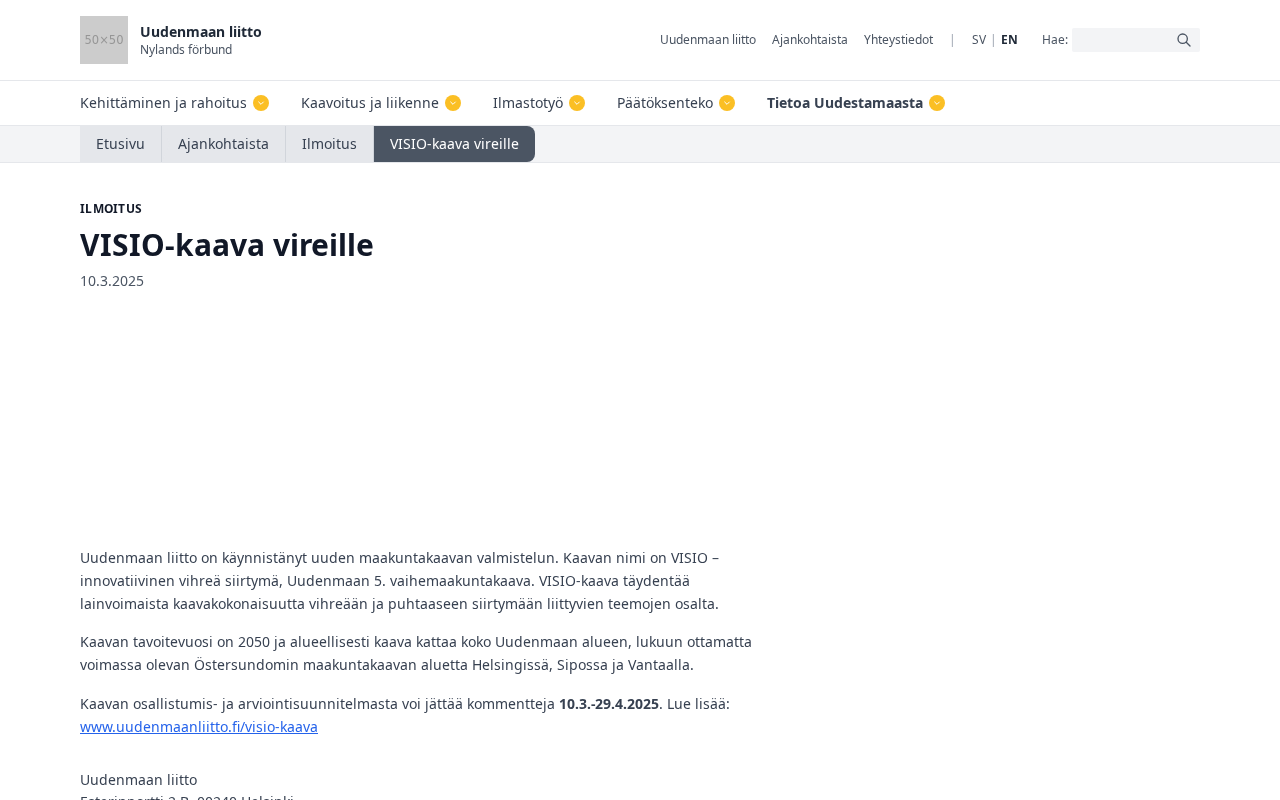 50×50
Uudenmaan liitto
Nylands förbund
Uudenmaan liitto Ajankohtaista Yhteystiedot | SV | EN Hae:
Kehittäminen ja rahoitus Kaavoitus ja liikenne Ilmastotyö Päätöksenteko Tietoa Uudestamaasta
Etusivu Ajankohtaista Ilmoitus VISIO-kaava vireille
ILMOITUS
VISIO-kaava vireille
10.3.2025
Uudenmaan liitto on käynnistänyt uuden maakuntakaavan valmistelun. Kaavan nimi on VISIO –
innovatiivinen vihreä siirtymä, Uudenmaan 5. vaihemaakuntakaava. VISIO-kaava täydentää
lainvoimaista kaavakokonaisuutta vihreään ja puhtaaseen siirtymään liittyvien teemojen osalta.
Kaavan tavoitevuosi on 2050 ja alueellisesti kaava kattaa koko Uudenmaan alueen, lukuun ottamatta
voimassa olevan Östersundomin maakuntakaavan aluetta Helsingissä, Sipossa ja Vantaalla.
Kaavan osallistumis- ja arviointisuunnitelmasta voi jättää kommentteja 10.3.-29.4.2025. Lue lisää:
www.uudenmaanliitto.fi/visio-kaava
Uudenmaan liitto